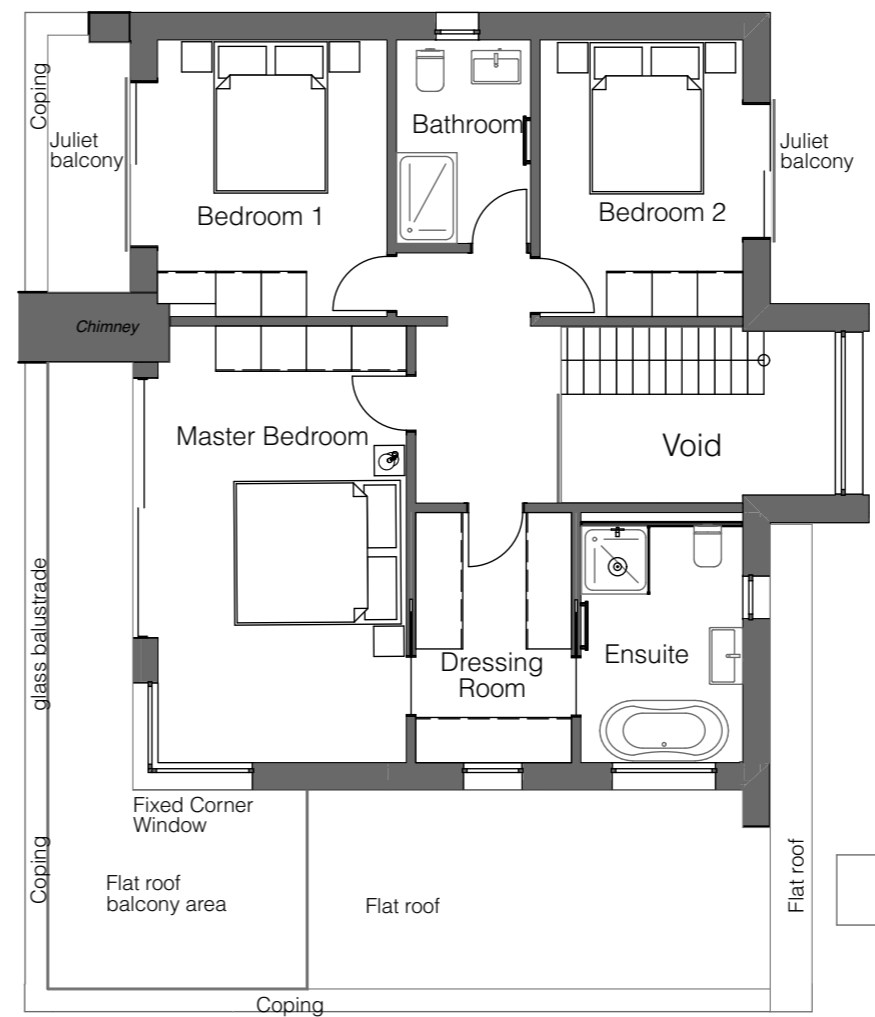 Coping
Juliet
balcony
Bathroom
Juliet
balcony
Bedroom 1
Bedroom 2
Chimney
Master Bedroom
Void
glass balustrade
Dressing
Room
Ensuite
Fixed Corner
Window
Coping
Flat roof
balcony area
Flat roof
Flat roof
Coping